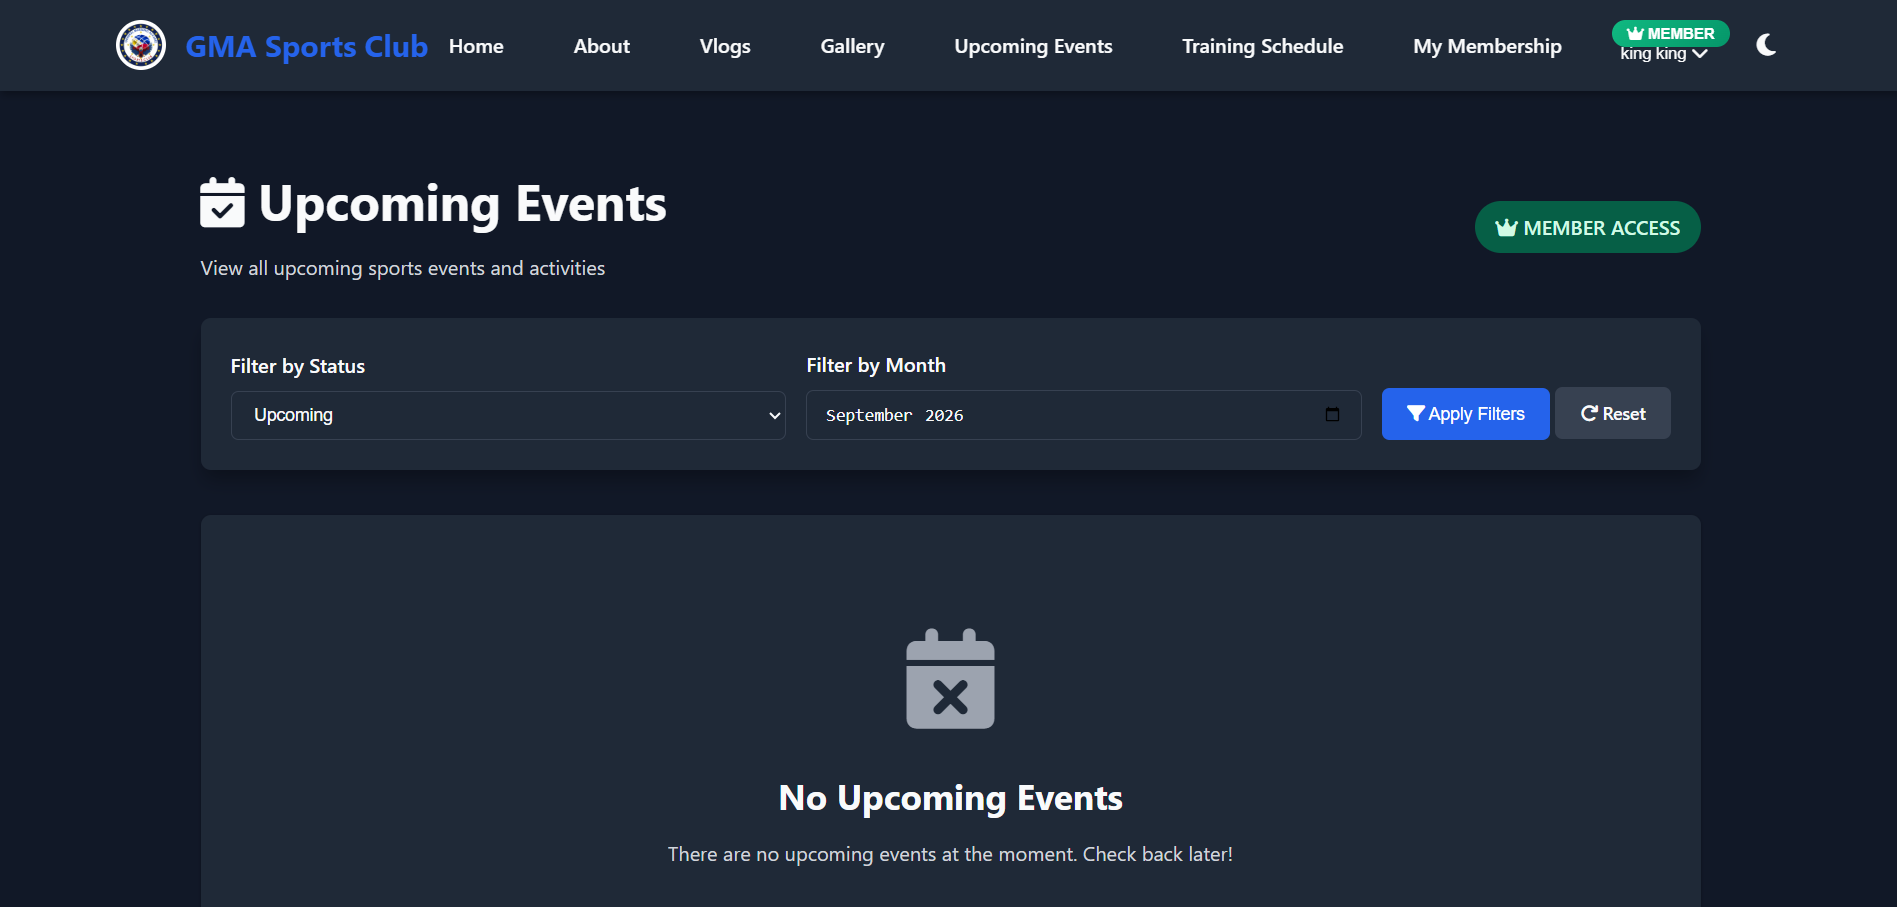 GMA Sports Club
Home
About
Vlogs
Gallery
Upcoming Events
Training Schedule
My Membership
MEMBER
king king
Upcoming Events
MEMBER ACCESS
View all upcoming sports events and activities
Filter by Status
Filter by Month
Upcoming
September 2026
Apply Filters
Reset
No Upcoming Events
There are no upcoming events at the moment. Check back later!